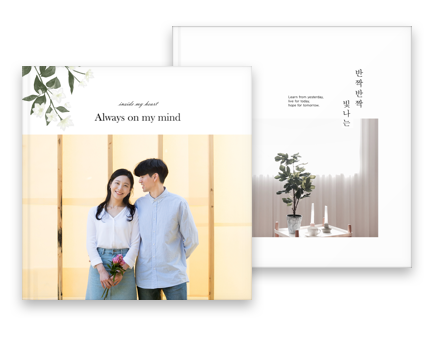 inside my heart
Always on my mind
Learn from yesterday,
live for today,
hope for tomorrow.
반짝반짝
빛나는